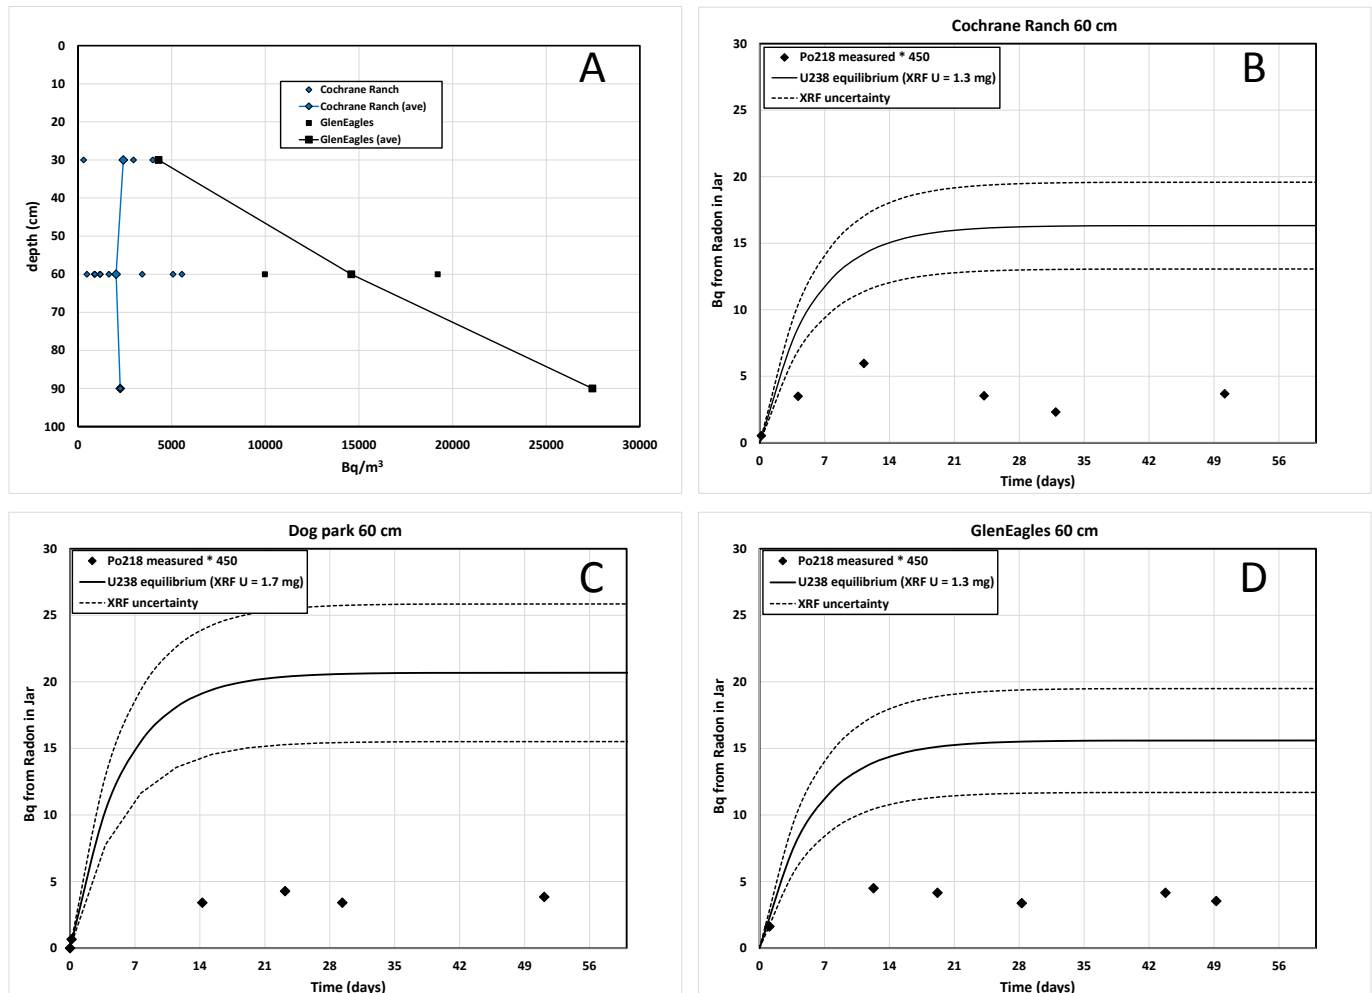 A
0
10
20
30
40
50
60
70
80
90
100
depth (cm)
Cochrane Ranch
Cochrane Ranch (ave)
GlenEagles
GlenEagles (ave)
0 5000 10000 15000 20000 25000 30000
Bq/m³
Cochrane Ranch 60 cm
B
Po218 measured * 450
U238 equilibrium (XRF U = 1.3 mg)
XRF uncertainty
30
25
20
15
10
5
0
Bq from Radon in Jar
0 7 14 21 28 35 42 49 56
Time (days)
Dog park 60 cm
C
Po218 measured * 450
U238 equilibrium (XRF U = 1.7 mg)
XRF uncertainty
30
25
20
15
10
5
0
Bq from Radon in Jar
0 7 14 21 28 35 42 49 56
Time (days)
GlenEagles 60 cm
D
Po218 measured * 450
U238 equilibrium (XRF U = 1.3 mg)
XRF uncertainty
30
25
20
15
10
5
0
Bq from Radon in Jar
0 7 14 21 28 35 42 49 56
Time (days)